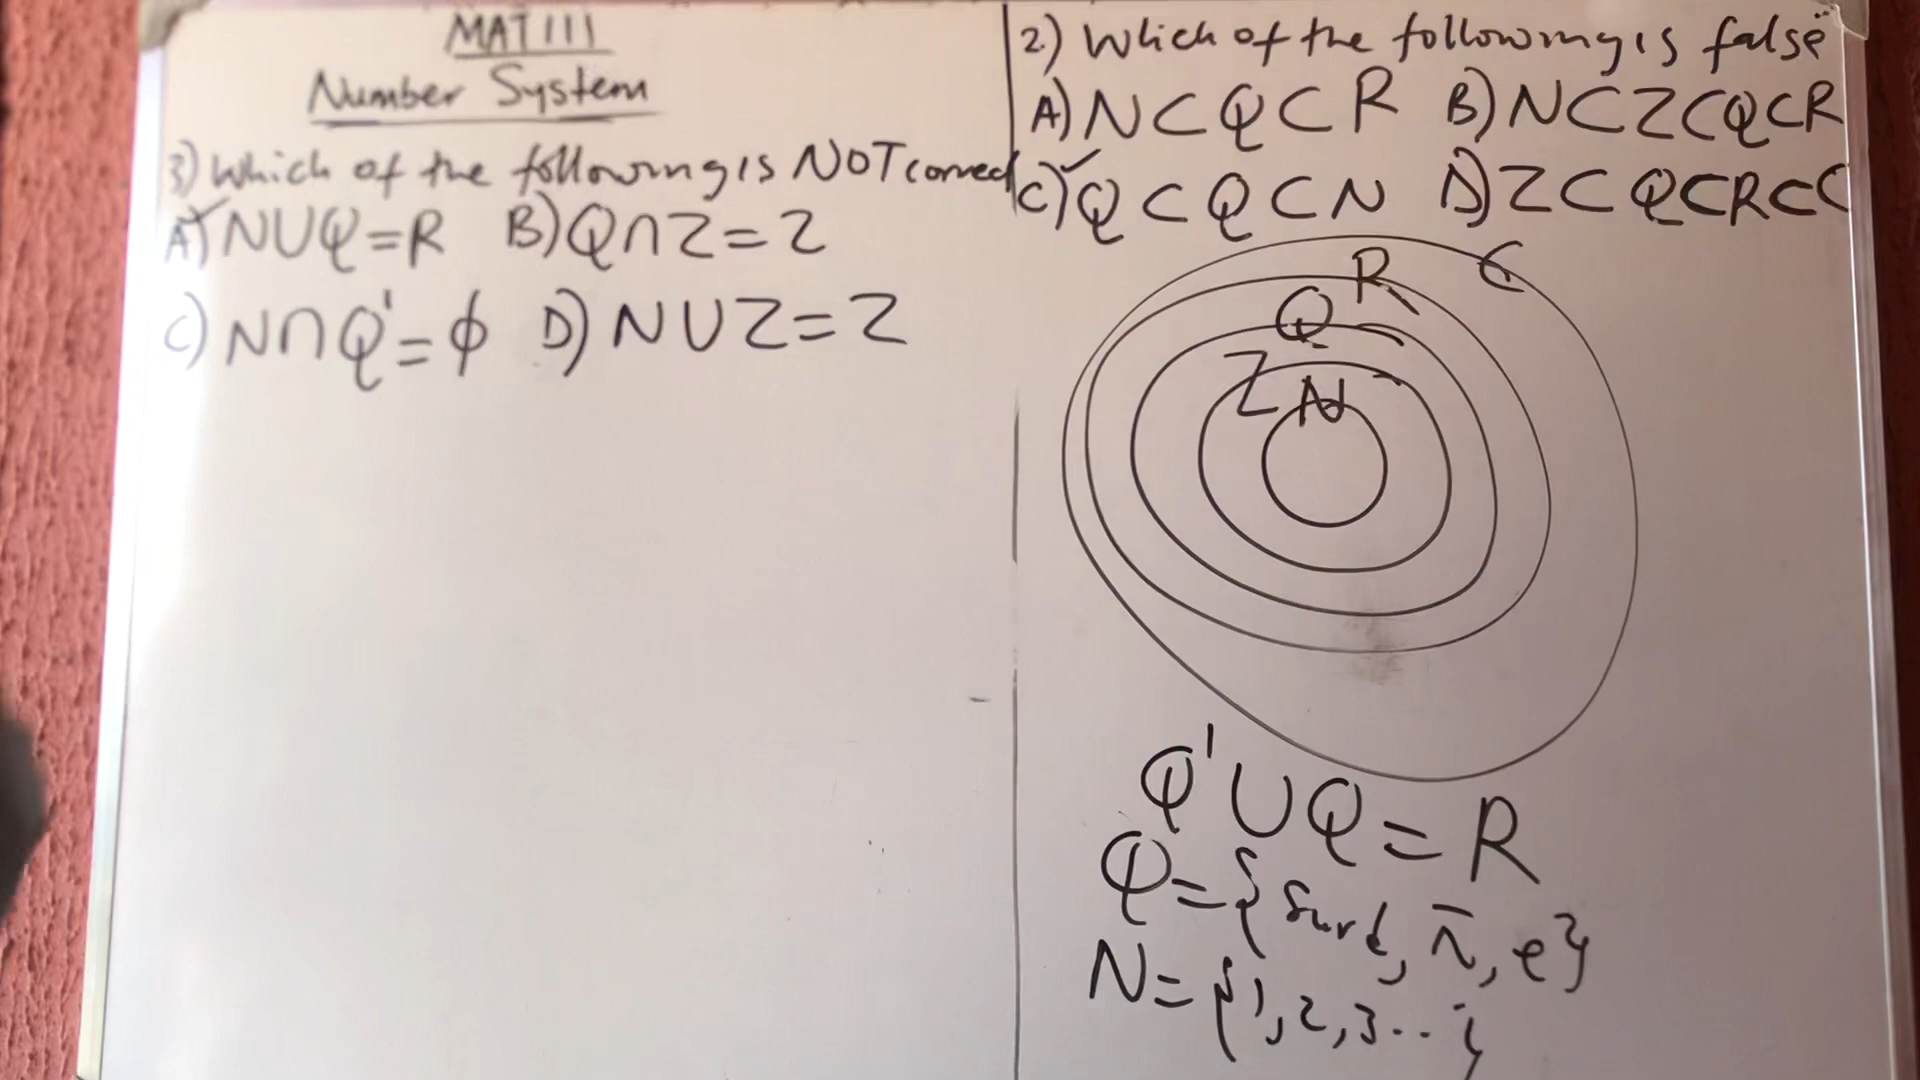 MAT 111
Number System
3) Which of the following is NOT correct
A) N∪Q=R B) Q∩Z=Z
C) N∩Q'=ϕ D) N∪Z=Z
2) Which of the following is false
A) N⊂Q⊂R B) N⊂Z⊂Q⊂R
C) Q⊂Q⊂N D) Z⊂Q⊂R⊂C
C
R
Q
Z N
Q'∪Q=R
Q={Surd, π, e}
N={1,2,3...}